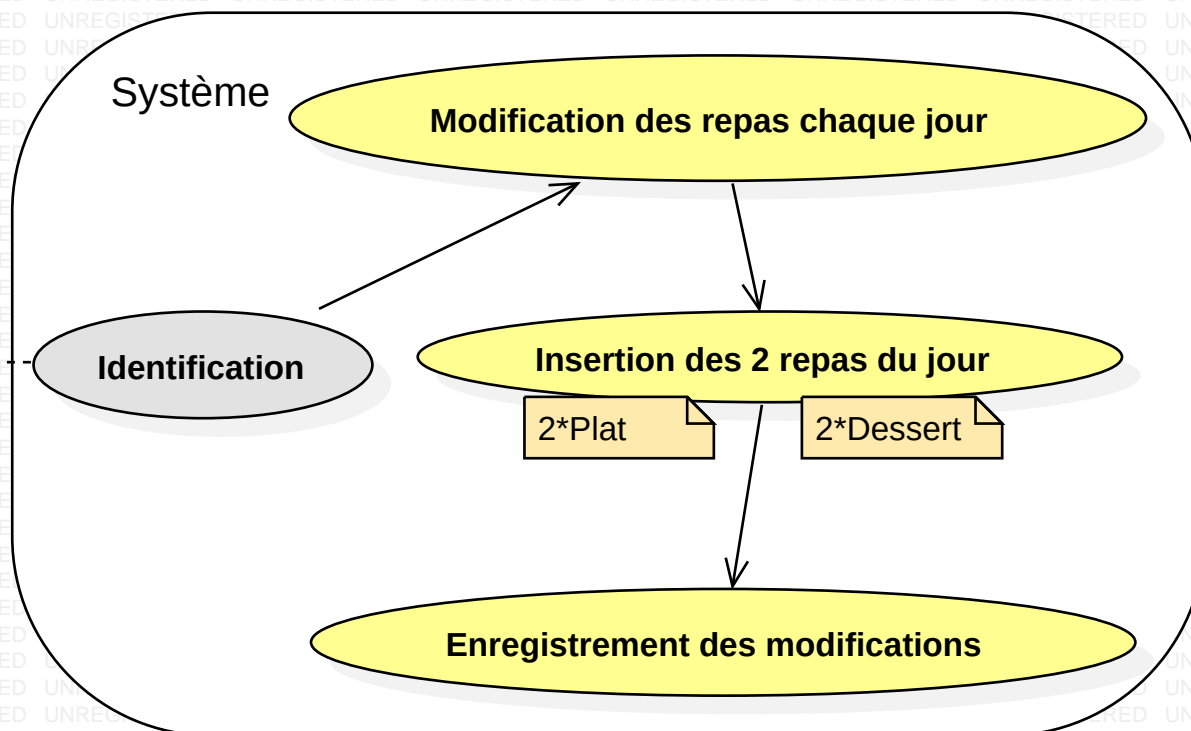 Système
Modification des repas chaque jour
Identification
Insertion des 2 repas du jour
2*Plat
2*Dessert
Enregistrement des modifications